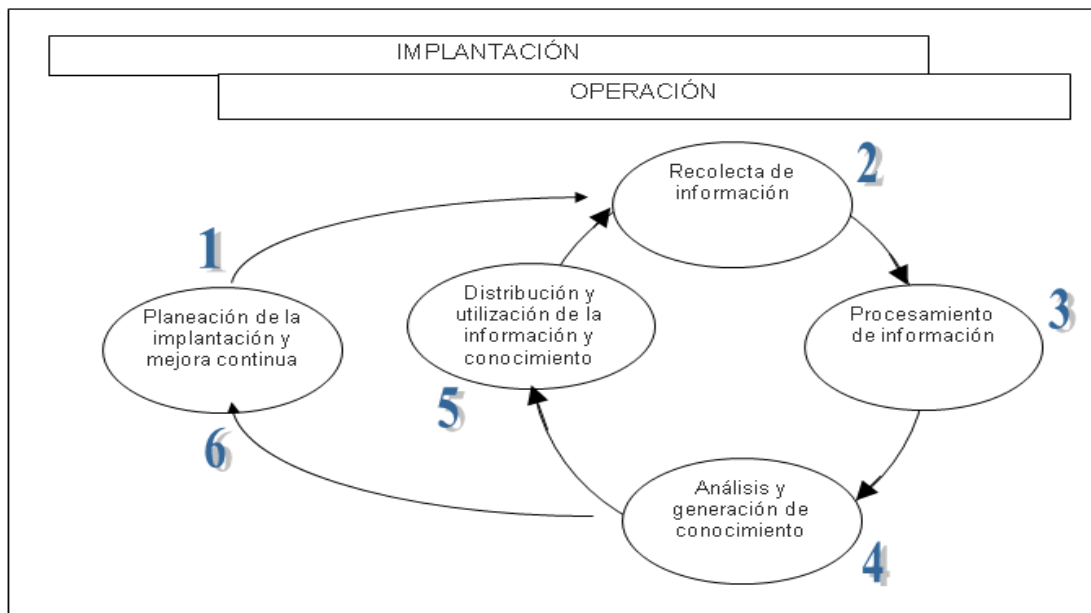 IMPLANTACIÓN
OPERACIÓN
2
Recolecta de
información
1
Distribución y
utilización de la
información y
conocimiento
5
Procesamiento
de información
3
Planeación de la
implantación y
mejora continua
6
Análisis y
generación de
conocimiento
4